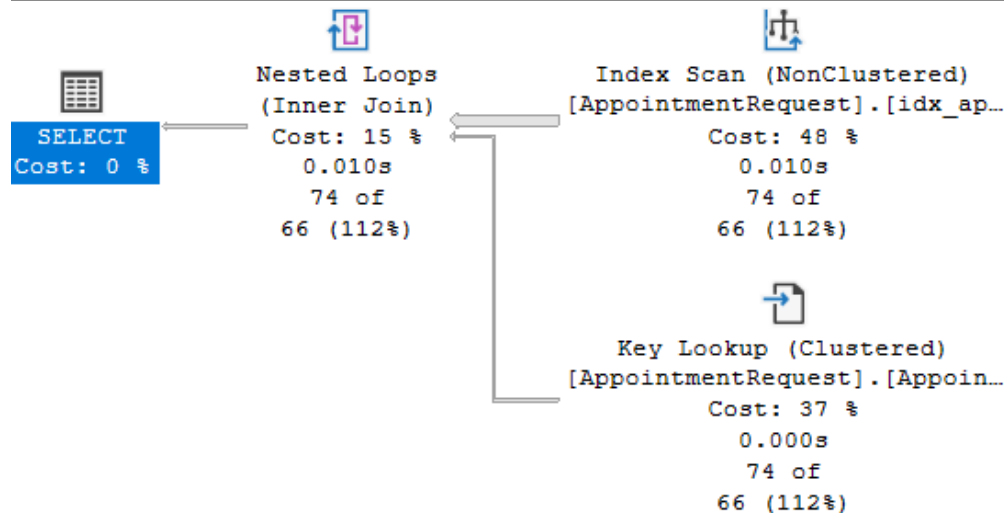 SELECT
Cost: 0 %
Nested Loops
(Inner Join)
Cost: 15 %
0.010s
74 of
66 (112%)
Index Scan (NonClustered)
[AppointmentRequest].[idx_ap…
Cost: 48 %
0.010s
74 of
66 (112%)
Key Lookup (Clustered)
[AppointmentRequest].[Appoin…
Cost: 37 %
0.000s
74 of
66 (112%)